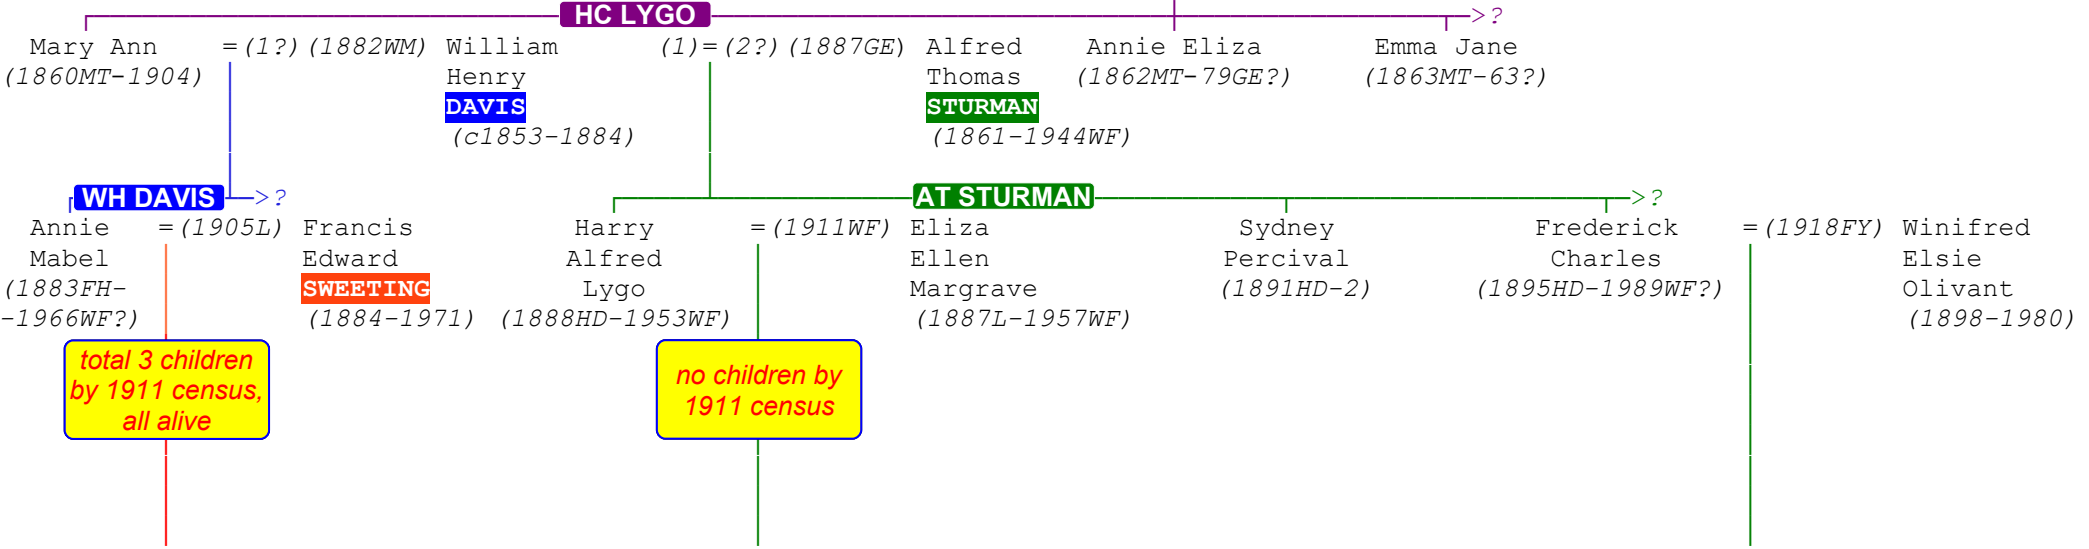 HC LYGO >?
Mary Ann =(1?)(1882WM) William (1)=(2?)(1887GE) Alfred Annie Eliza Emma Jane
(1860MT-1904) Henry Thomas (1862MT-79GE?) (1863MT-63?)
DAVIS STURMAN
(c1853-1884) (1861-1944WF)
WH DAVIS >? AT STURMAN >?
Annie =(1905L) Francis Harry =(1911WF) Eliza Sydney Frederick =(1918FY) Winifred
Mabel Edward Alfred Ellen Percival Charles Elsie
(1883FH- SWEETING Lygo Margrave (1891HD-2) (1895HD-1989WF?) Olivant
-1966WF?) (1884-1971) (1888HD-1953WF) (1887L-1957WF) (1898-1980)
total 3 children
by 1911 census,
all alive
no children by
1911 census